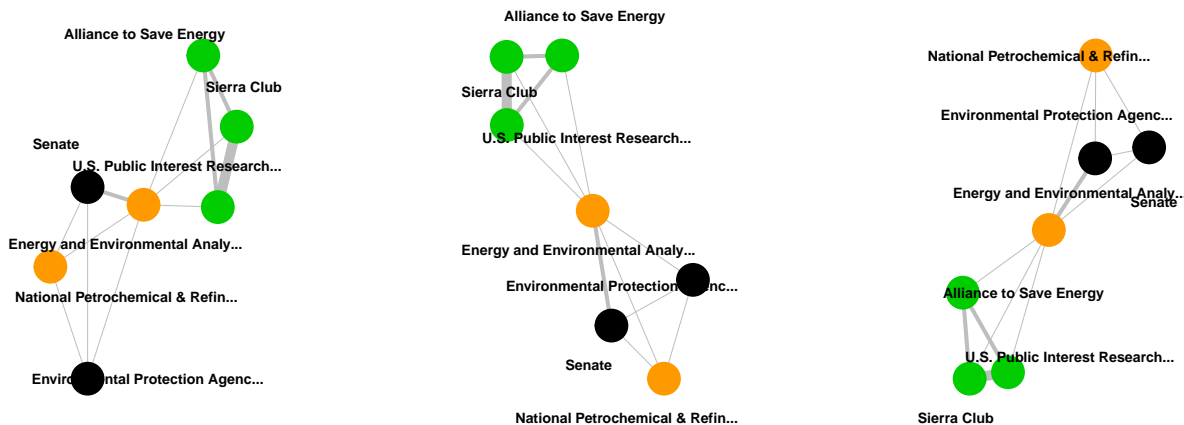 Alliance to Save Energy
Sierra Club
Senate
U.S. Public Interest Research...
Energy and Environmental Analy...
National Petrochemical & Refin...
Environmental Protection Agenc...
Alliance to Save Energy
Sierra Club
U.S. Public Interest Research...
Energy and Environmental Analy...
Environmental Protection Agenc...
Senate
National Petrochemical & Refin...
National Petrochemical & Refin...
Environmental Protection Agenc...
Energy and Environmental Analy...
Senate
Alliance to Save Energy
U.S. Public Interest Research...
Sierra Club